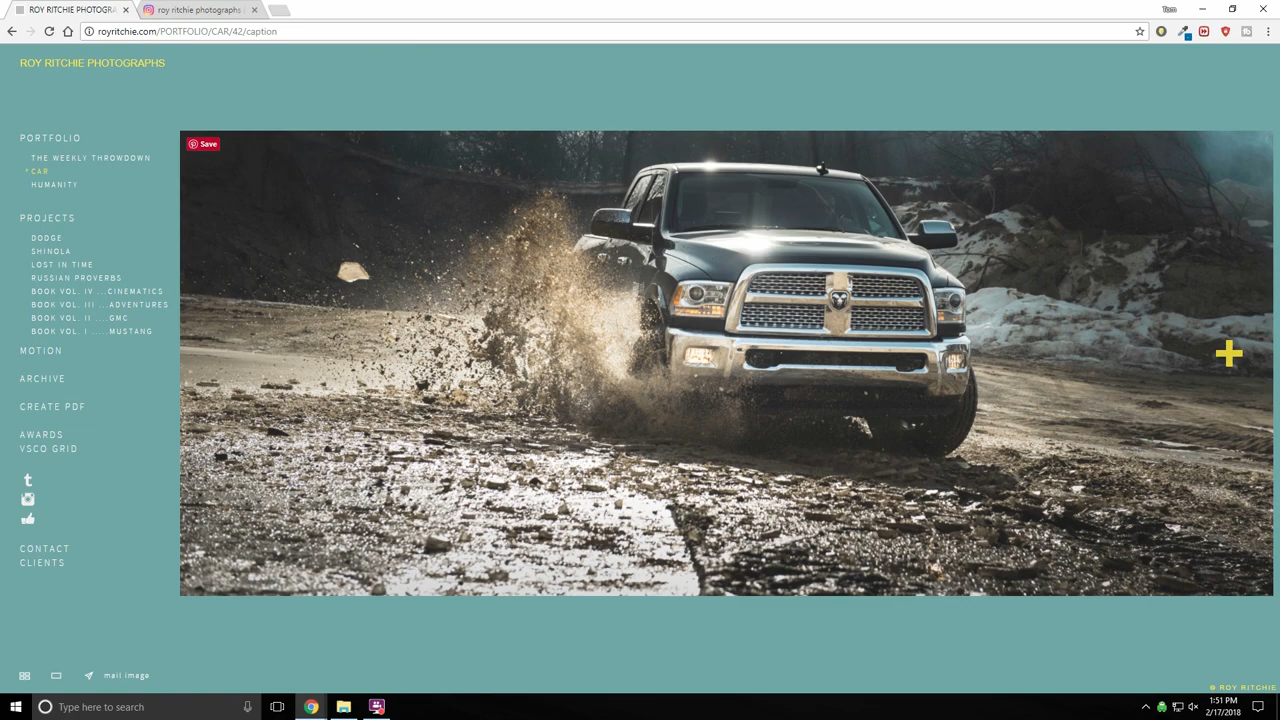 ROY RITCHIE PHOTOGRA
roy ritchie photographs
Tom
royritchie.com/PORTFOLIO/CAR/42/caption
ROY RITCHIE PHOTOGRAPHS
PORTFOLIO
THE WEEKLY THROWDOWN
* CAR
HUMANITY
PROJECTS
DODGE
SHINOLA
LOST IN TIME
RUSSIAN PROVERBS
BOOK VOL. IV ...CINEMATICS
BOOK VOL. III ...ADVENTURES
BOOK VOL. II ....GMC
BOOK VOL. I .....MUSTANG
MOTION
ARCHIVE
CREATE PDF
AWARDS
VSCO GRID
t
CONTACT
CLIENTS
Save
mail image
© ROY RITCHIE
Type here to search
1:51 PM
2/17/2018